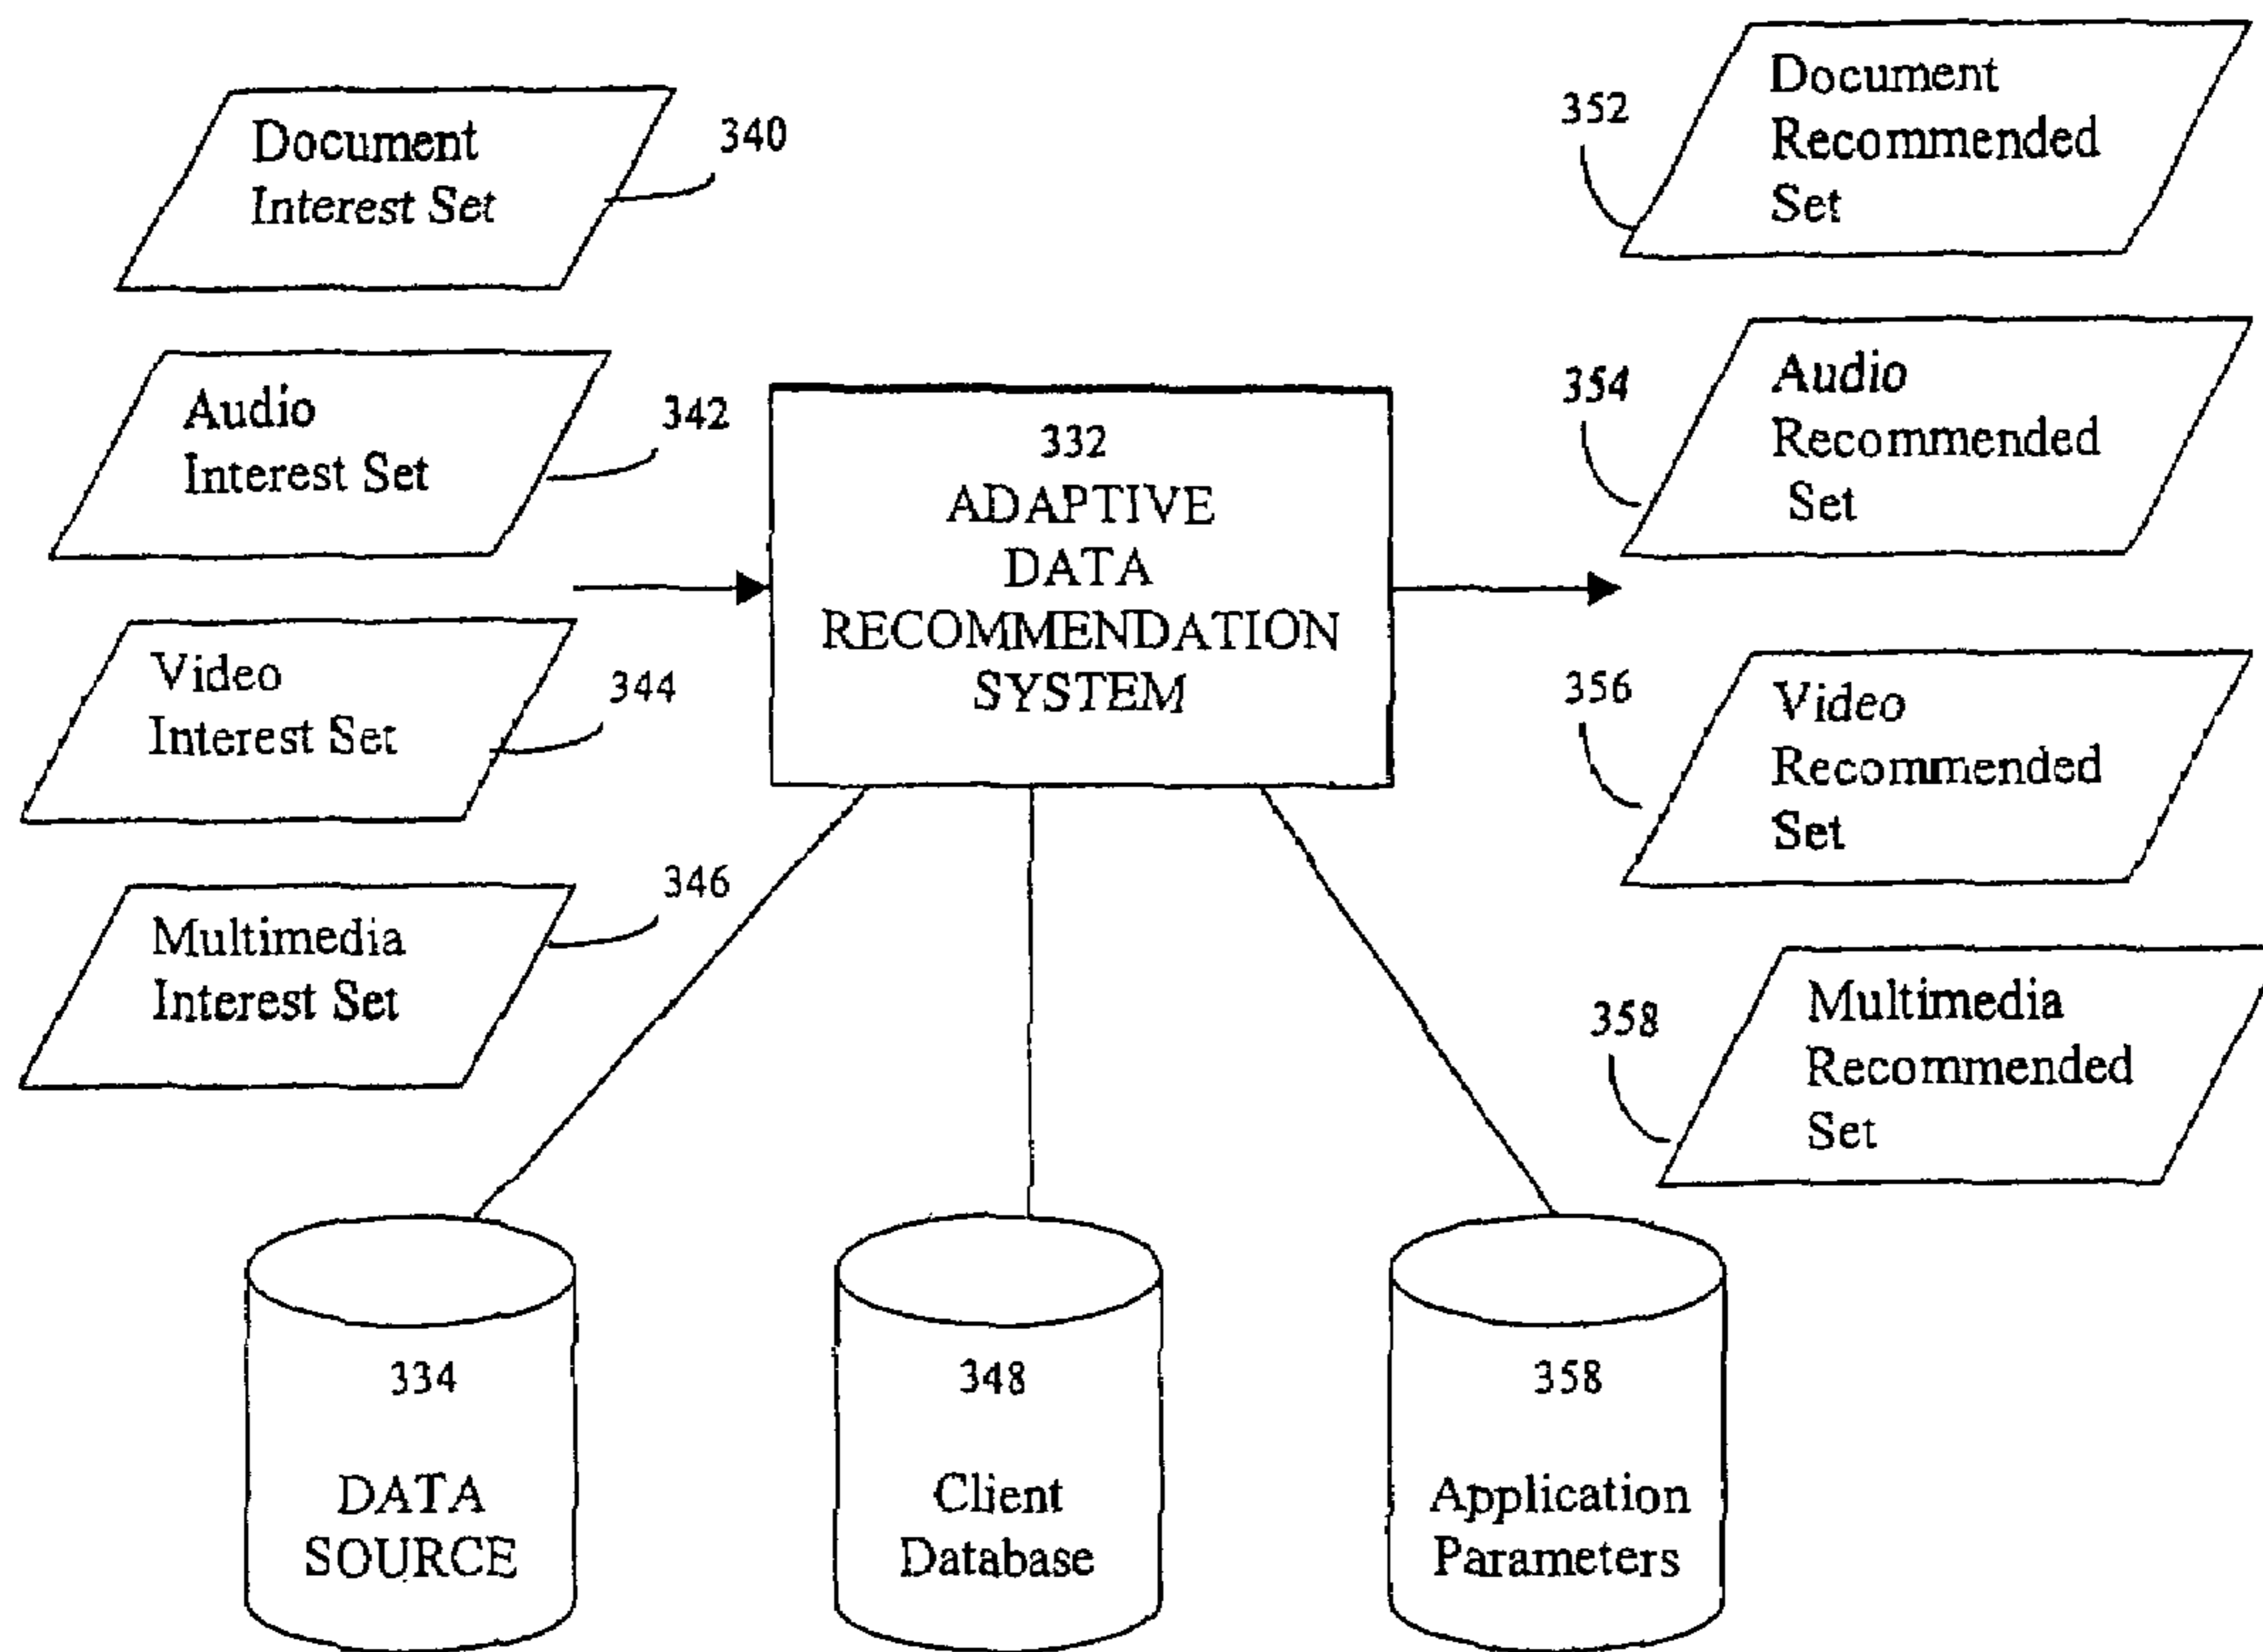 Document
Interest Set
340
Audio
Interest Set
342
Video
Interest Set
344
Multimedia
Interest Set
346
332
ADAPTIVE
DATA
RECOMMENDATION
SYSTEM
352
Document
Recommended
Set
354
Audio
Recommended
Set
356
Video
Recommended
Set
358
Multimedia
Recommended
Set
334
DATA
SOURCE
348
Client
Database
358
Application
Parameters